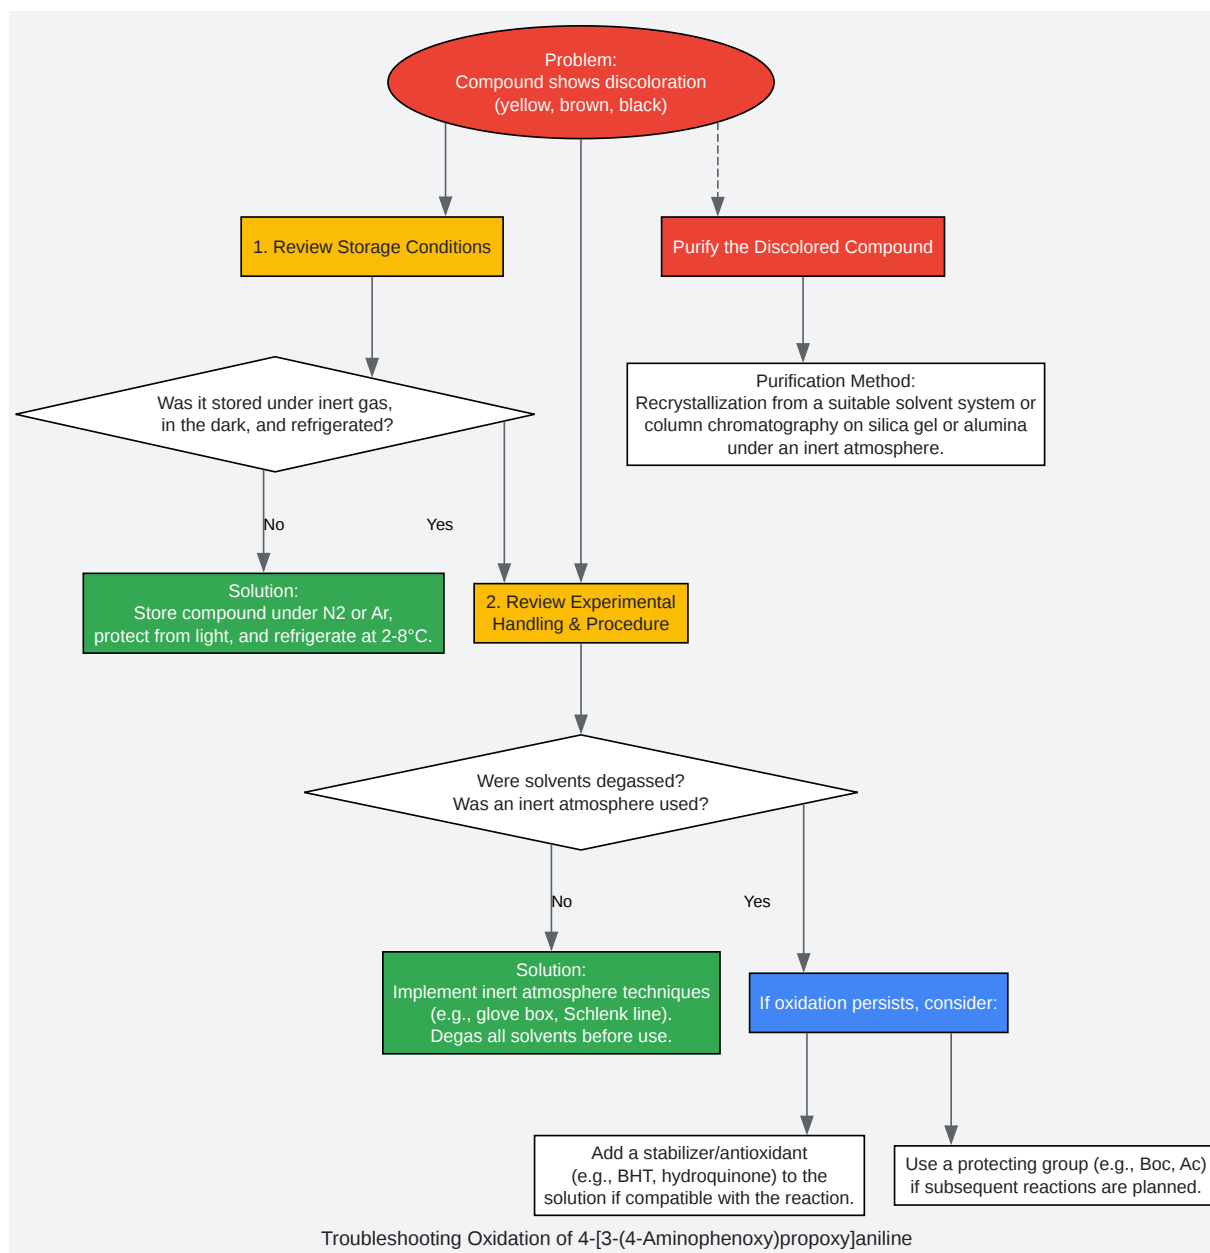 Problem:
Compound shows discoloration
(yellow, brown, black)
1. Review Storage Conditions
Purify the Discolored Compound
Was it stored under inert gas,
in the dark, and refrigerated?
Purification Method:
Recrystallization from a suitable solvent system or
column chromatography on silica gel or alumina
under an inert atmosphere.
No
Yes
Solution:
Store compound under N2 or Ar,
protect from light, and refrigerate at 2-8°C.
2. Review Experimental
Handling & Procedure
Were solvents degassed?
Was an inert atmosphere used?
No
Yes
Solution:
Implement inert atmosphere techniques
(e.g., glove box, Schlenk line).
Degas all solvents before use.
If oxidation persists, consider:
Add a stabilizer/antioxidant
(e.g., BHT, hydroquinone) to the
solution if compatible with the reaction.
Use a protecting group (e.g., Boc, Ac)
if subsequent reactions are planned.
Troubleshooting Oxidation of 4-[3-(4-Aminophenoxy)propoxy]aniline